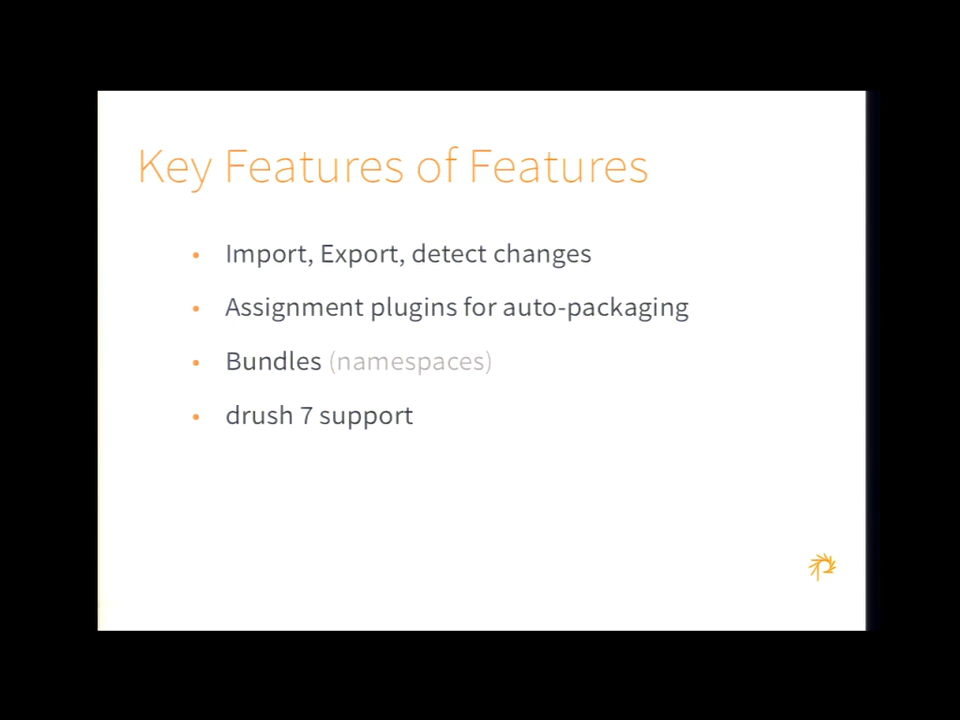 Key Features of Features
• Import, Export, detect changes
• Assignment plugins for auto-packaging
• Bundles (namespaces)
• drush 7 support